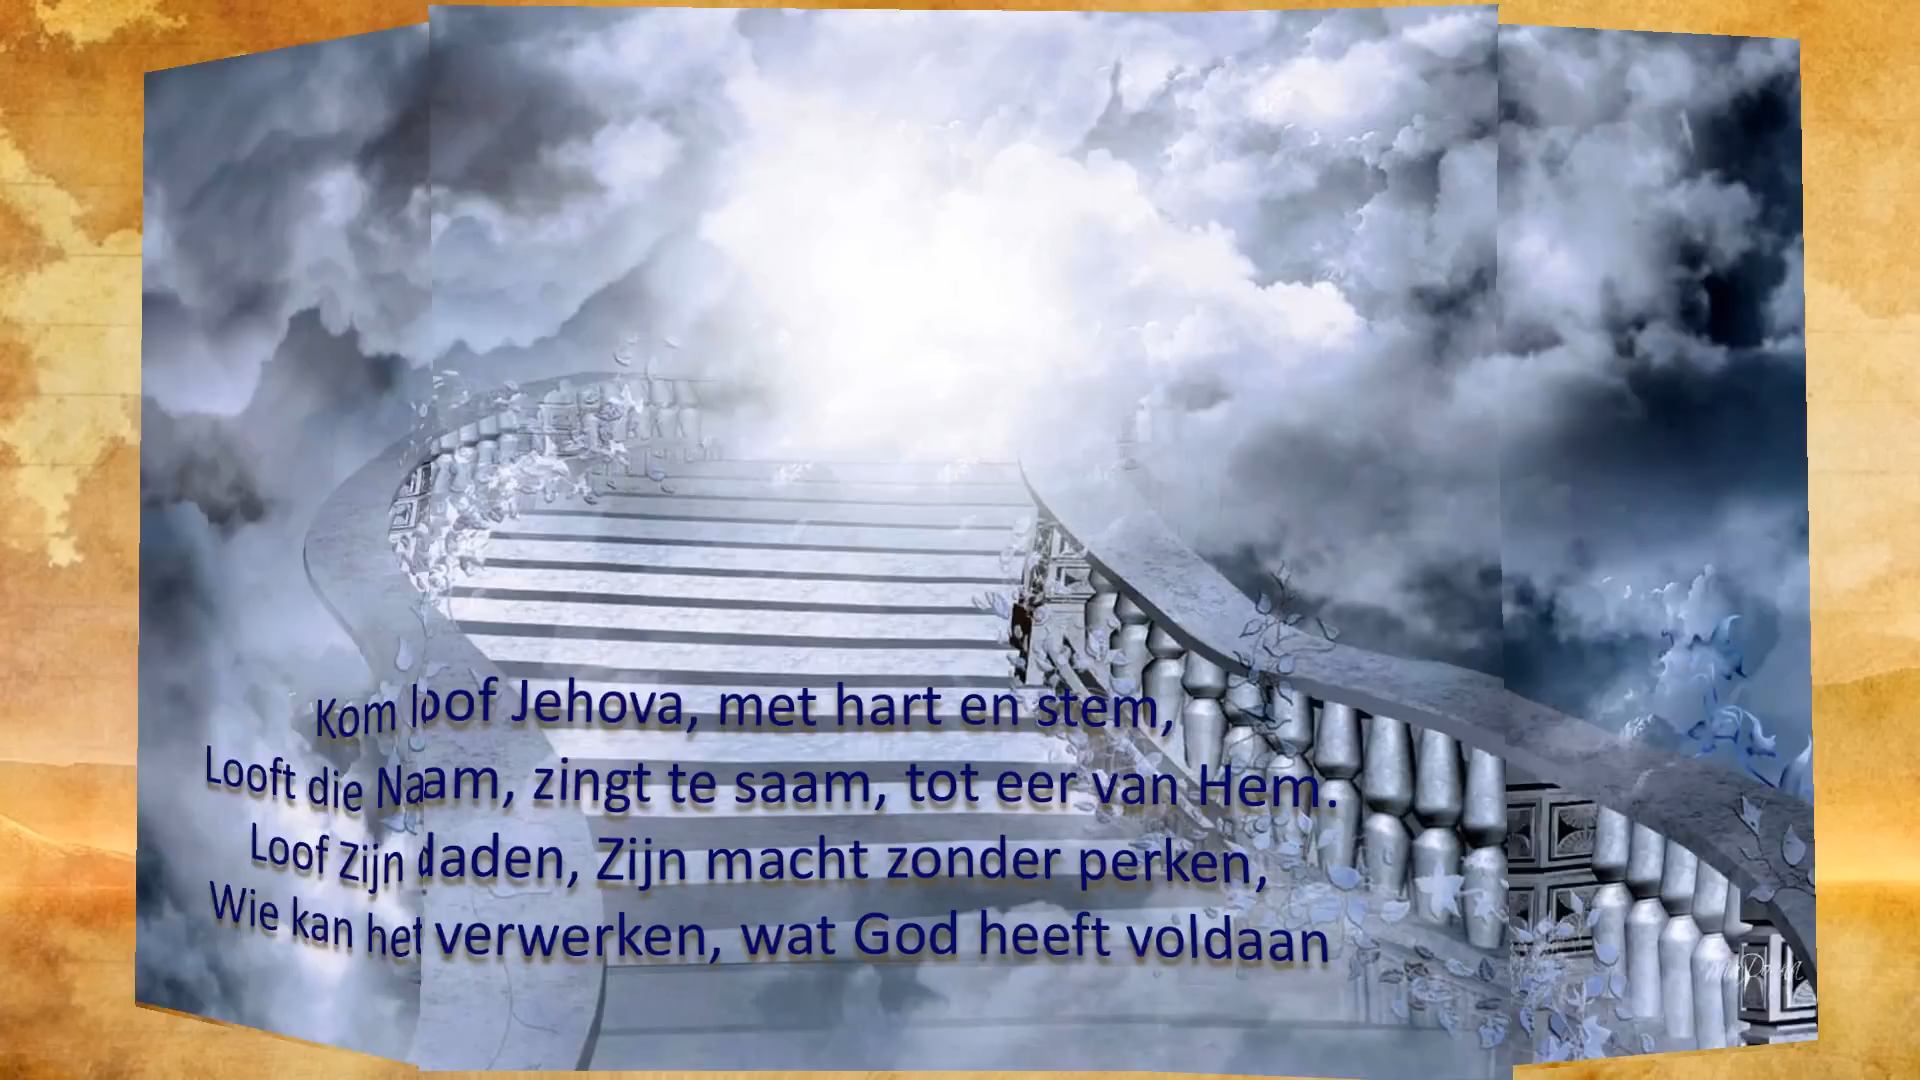 Kom loof Jehova, met hart en stem,
Looft die Naam, zingt te saam, tot eer van Hem.
Loof Zijn daden, Zijn macht zonder perken,
Wie kan het verwerken, wat God heeft voldaan